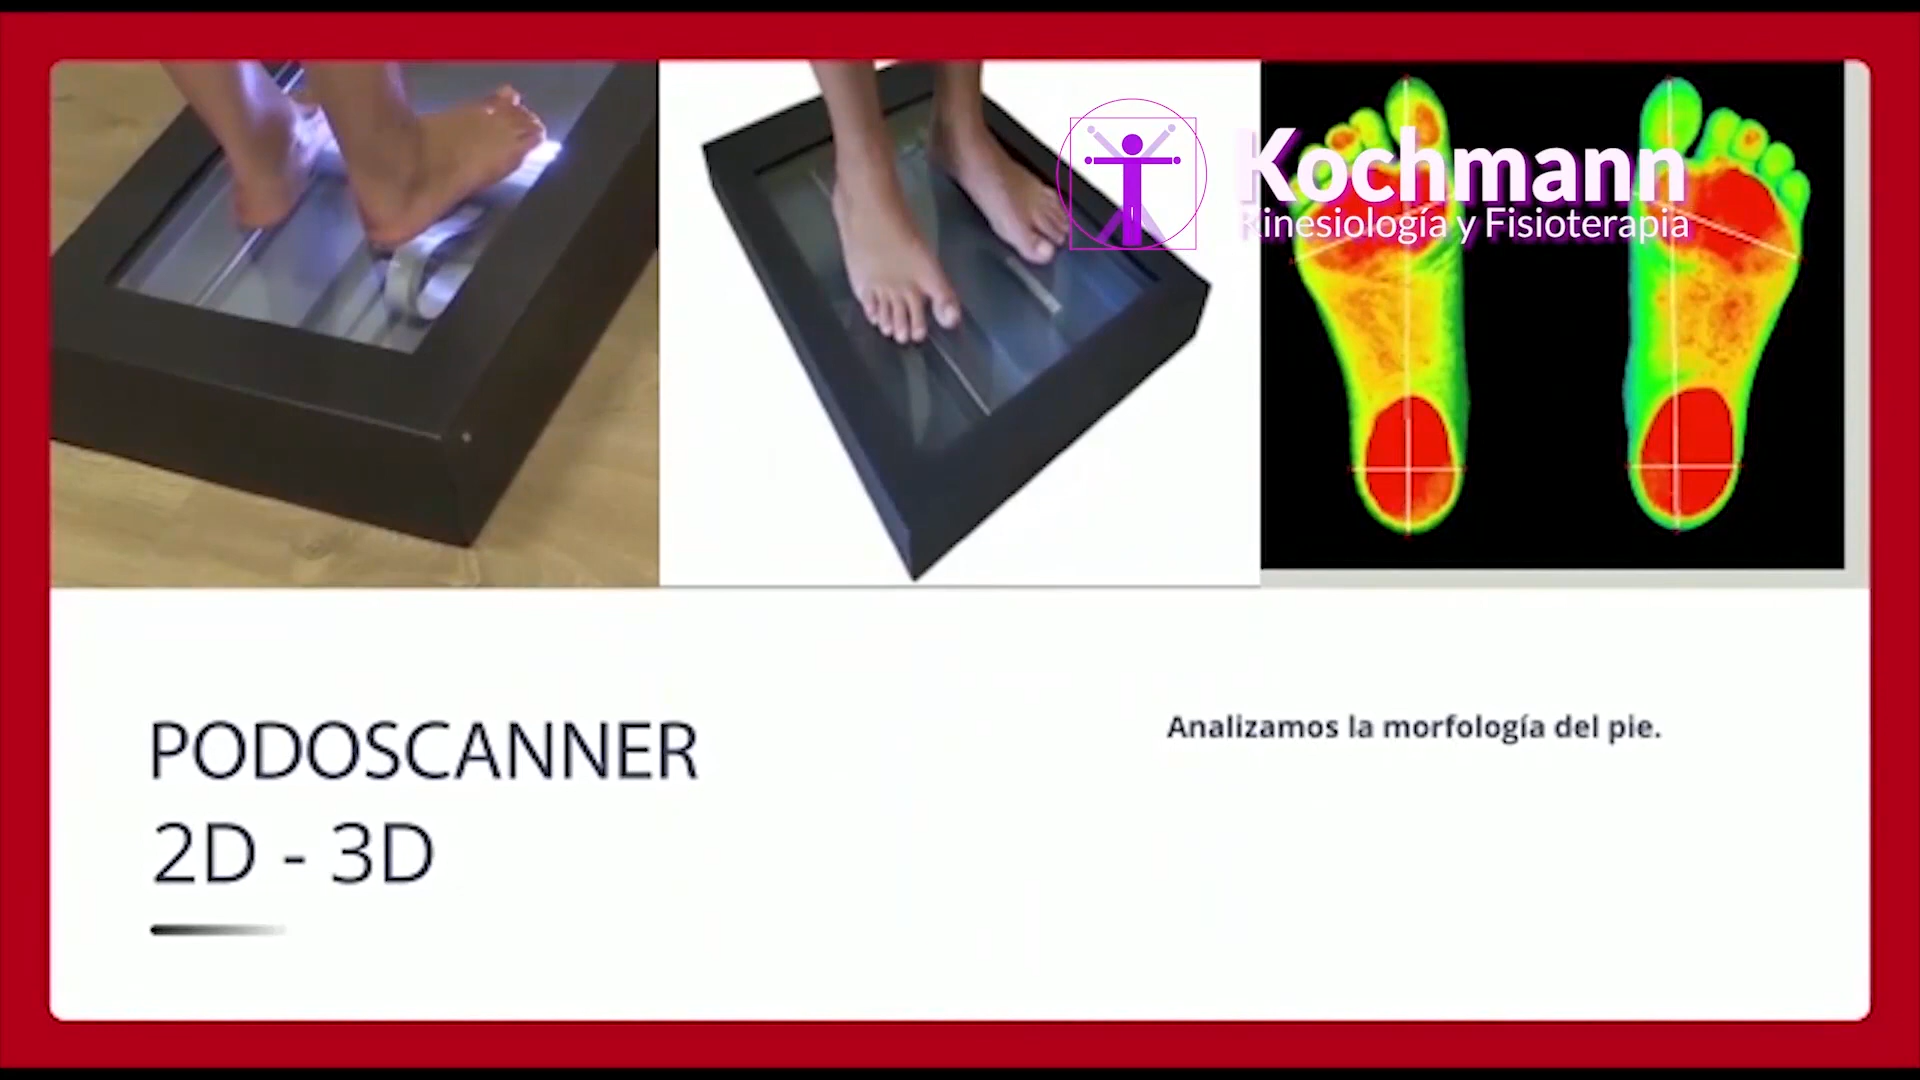 Kochmann
Kinesiología y Fisioterapia
PODOSCANNER
2D - 3D
Analizamos la morfología del pie.